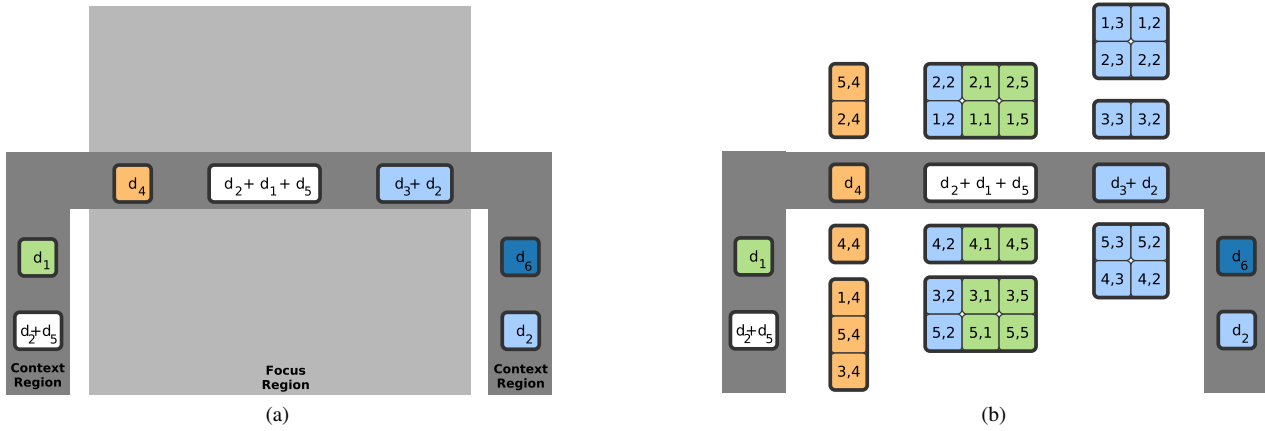 d4
d2 + d1 + d5
d3 + d2
d1
d2+d5
d6
d2
Context
Region
Focus
Region
Context
Region
(a)
5,4
2,4
2,2 2,1 2,5
1,2 1,1 1,5
1,3 1,2
2,3 2,2
3,3 3,2
d4
d2 + d1 + d5
d3 + d2
d1
d2+d5
4,4
1,4
5,4
3,4
4,2 4,1 4,5
3,2 3,1 3,5
5,2 5,1 5,5
5,3 5,2
4,3 4,2
d6
d2
(b)